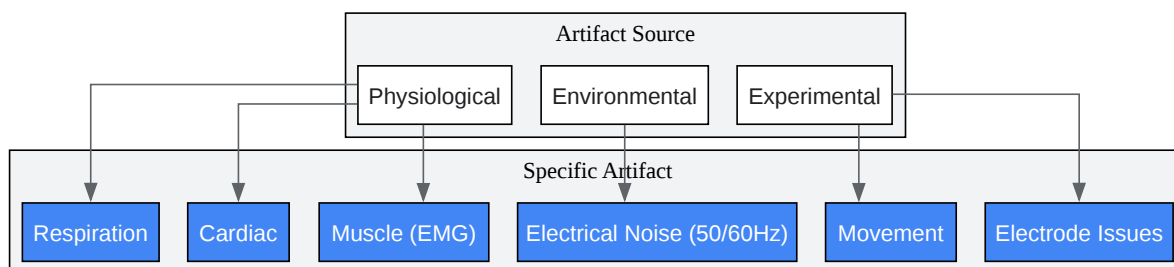 Artifact Source
Physiological
Environmental
Experimental
Specific Artifact
Respiration
Cardiac
Muscle (EMG)
Electrical Noise (50/60Hz)
Movement
Electrode Issues